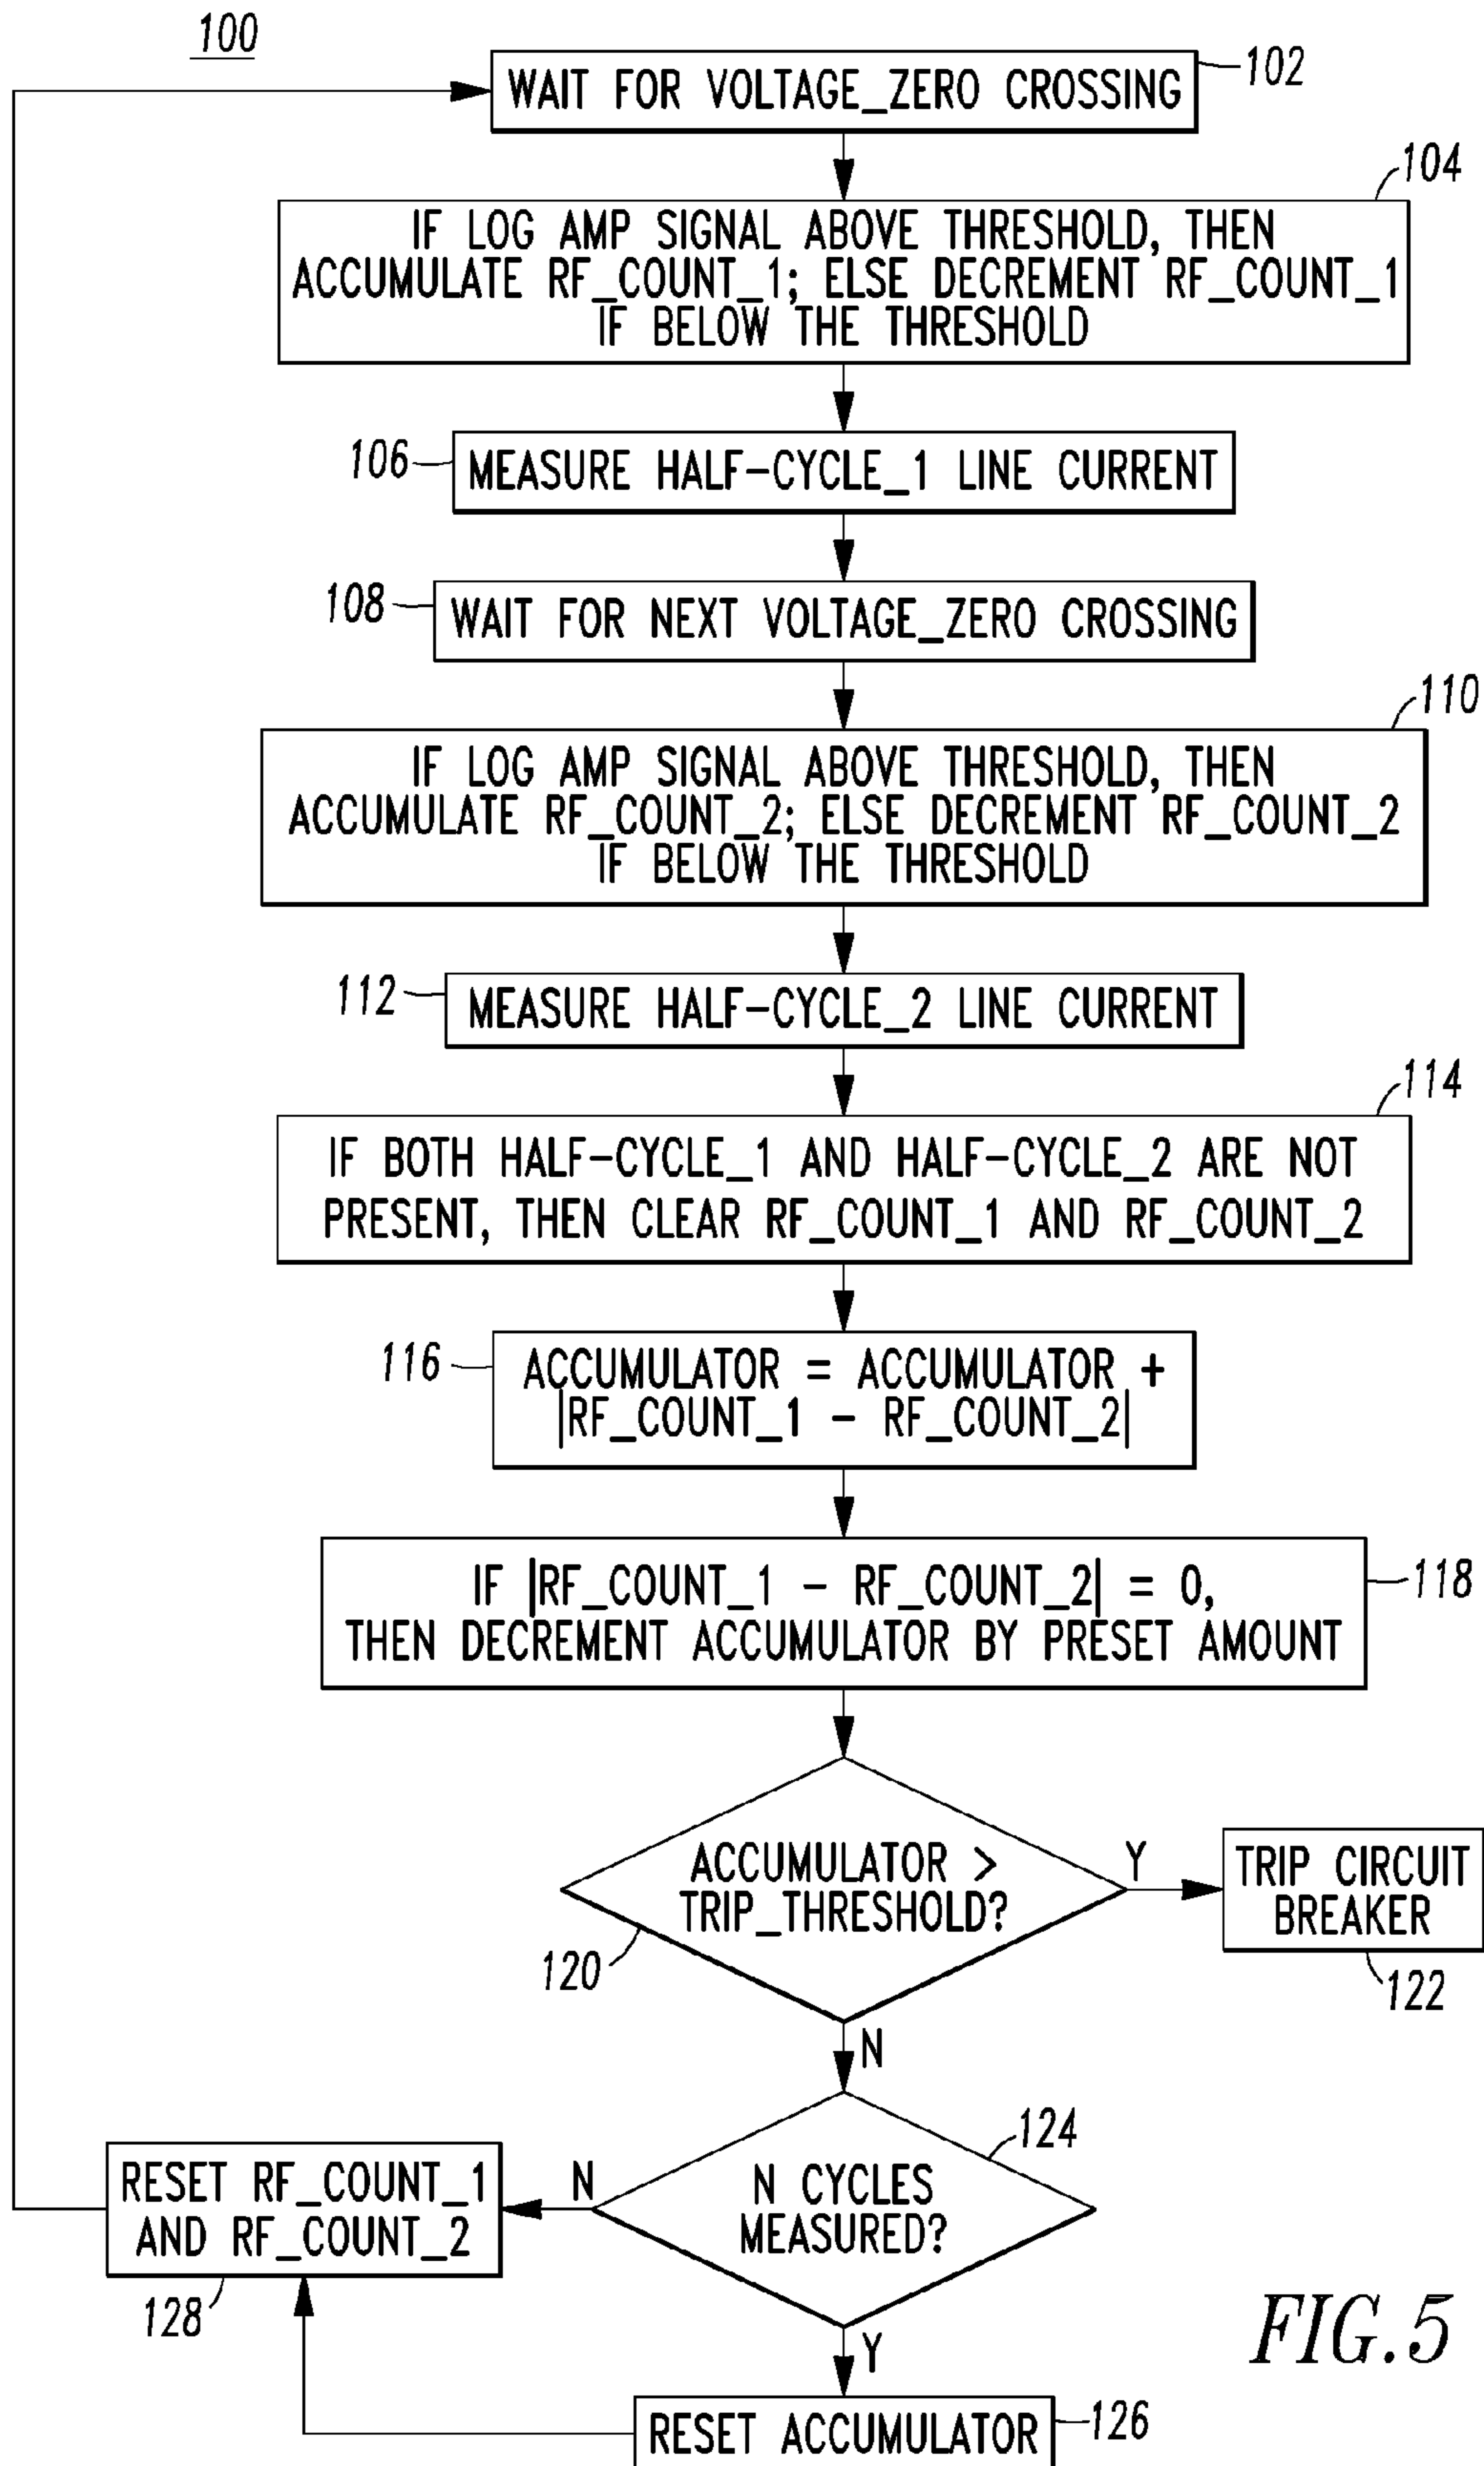 100
WAIT FOR VOLTAGE_ZERO CROSSING
102
104
IF LOG AMP SIGNAL ABOVE THRESHOLD, THEN
ACCUMULATE RF_COUNT_1; ELSE DECREMENT RF_COUNT_1
IF BELOW THE THRESHOLD
106
MEASURE HALF-CYCLE_1 LINE CURRENT
108
WAIT FOR NEXT VOLTAGE_ZERO CROSSING
110
IF LOG AMP SIGNAL ABOVE THRESHOLD, THEN
ACCUMULATE RF_COUNT_2; ELSE DECREMENT RF_COUNT_2
IF BELOW THE THRESHOLD
112
MEASURE HALF-CYCLE_2 LINE CURRENT
114
IF BOTH HALF-CYCLE_1 AND HALF-CYCLE_2 ARE NOT
PRESENT, THEN CLEAR RF_COUNT_1 AND RF_COUNT_2
116
ACCUMULATOR = ACCUMULATOR +
|RF_COUNT_1 - RF_COUNT_2|
IF |RF_COUNT_1 - RF_COUNT_2| = 0,
THEN DECREMENT ACCUMULATOR BY PRESET AMOUNT
118
ACCUMULATOR >
TRIP_THRESHOLD?
120
Y
TRIP CIRCUIT
BREAKER
122
N
124
N CYCLES
MEASURED?
N
RESET RF_COUNT_1
AND RF_COUNT_2
128
Y
RESET ACCUMULATOR
126
FIG.5